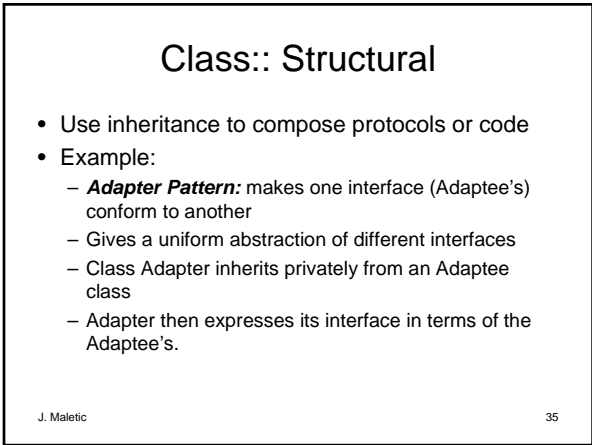 Class:: Structural
• Use inheritance to compose protocols or code
• Example:
– Adapter Pattern: makes one interface (Adaptee's)
conform to another
– Gives a uniform abstraction of different interfaces
– Class Adapter inherits privately from an Adaptee
class
– Adapter then expresses its interface in terms of the
Adaptee's.
J. Maletic 35